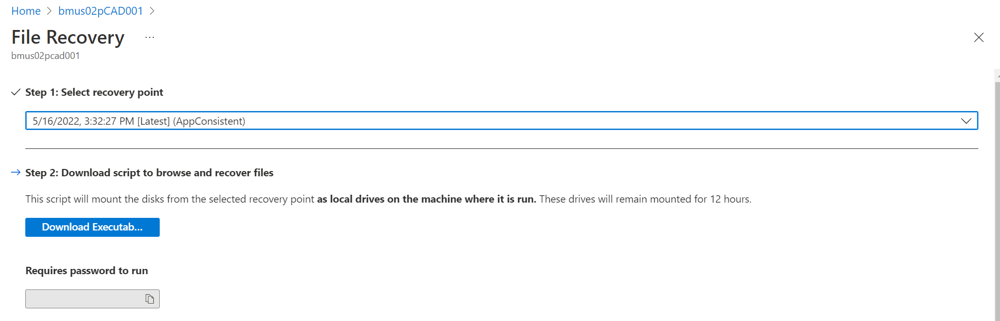 Home > bmus02pCAD001 >
File Recovery ...
bmus02pcad001
Step 1: Select recovery point
5/16/2022, 3:32:27 PM [Latest] (AppConsistent)
Step 2: Download script to browse and recover files
This script will mount the disks from the selected recovery point as local drives on the machine where it is run. These drives will remain mounted for 12 hours.
Download Executab...
Requires password to run